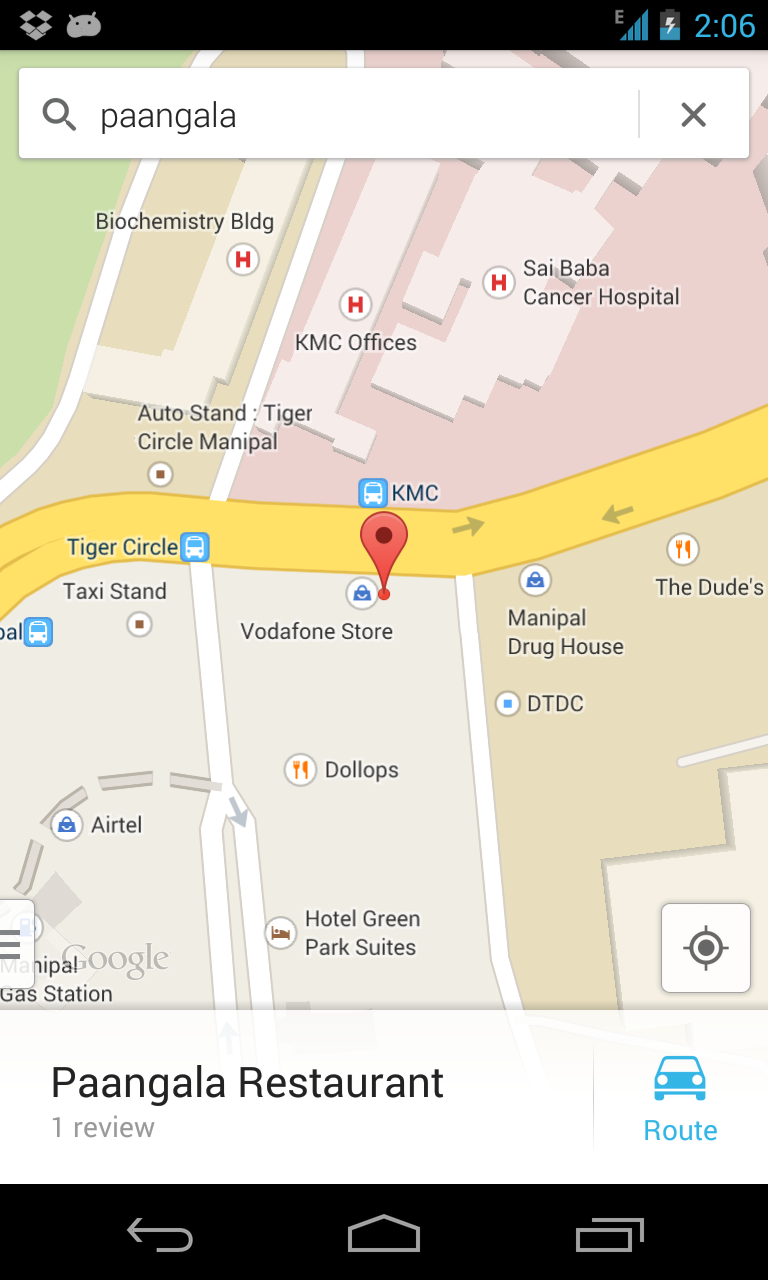 E
2:06
paangala
Biochemistry Bldg
Sai Baba
Cancer Hospital
KMC Offices
Auto Stand : Tiger
Circle Manipal
KMC
Tiger Circle
Taxi Stand
The Dude's
pal
Vodafone Store
Manipal
Drug House
DTDC
Dollops
Airtel
Hotel Green
Park Suites
Google
Manipal
Gas Station
Paangala Restaurant
1 review
Route